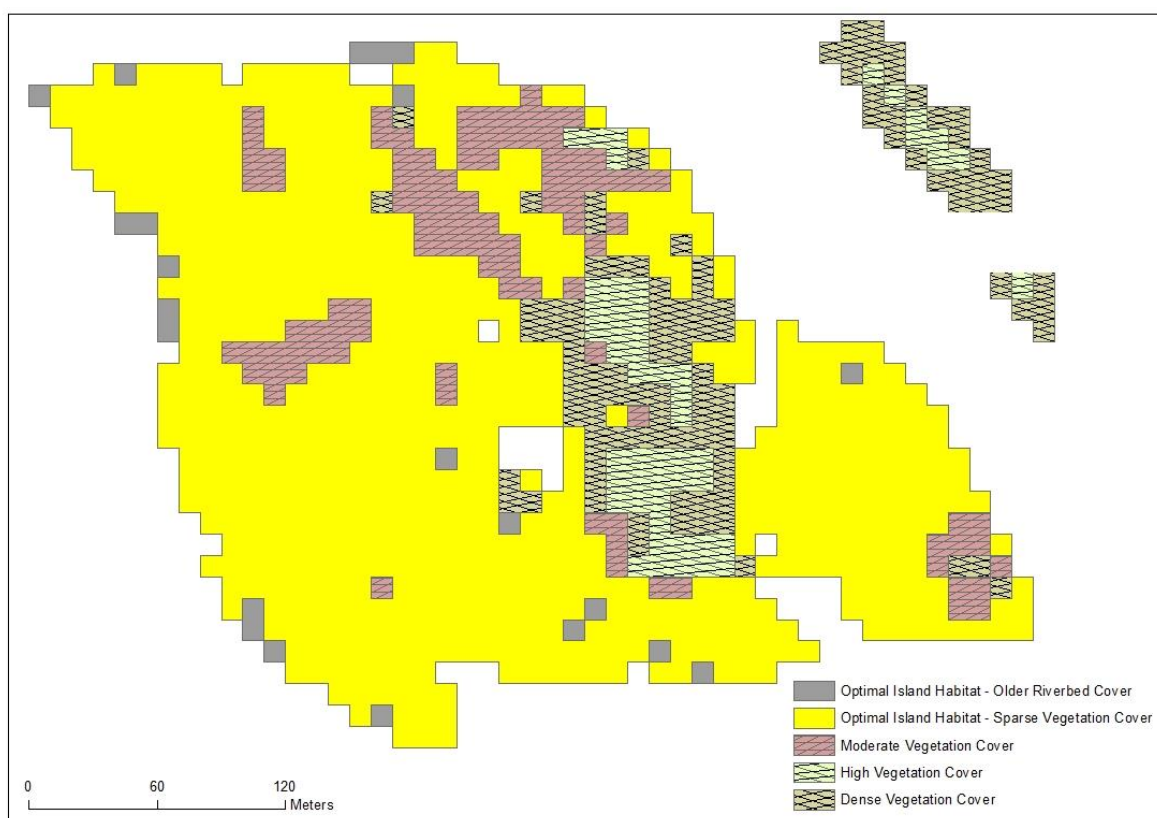 Optimal Island Habitat - Older Riverbed Cover
Optimal Island Habitat - Sparse Vegetation Cover
Moderate Vegetation Cover
High Vegetation Cover
Dense Vegetation Cover
0 60 120
Meters